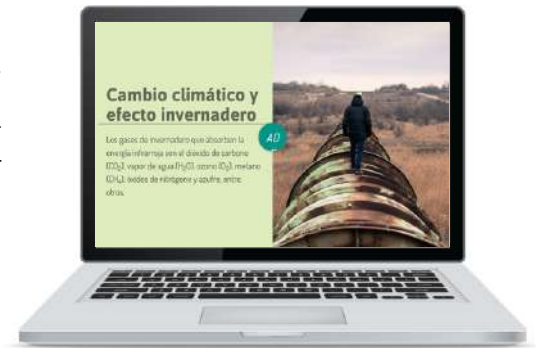 Cambio climático y
efecto invernadero
Los gases de invernadero que absorben la
energía infrarroja son el dióxido de carbono
(CO₂), vapor de agua (H₂O), ozono (O₃), metano
(CH₄), óxidos de nitrógeno y azufre, entre
otros.
AD